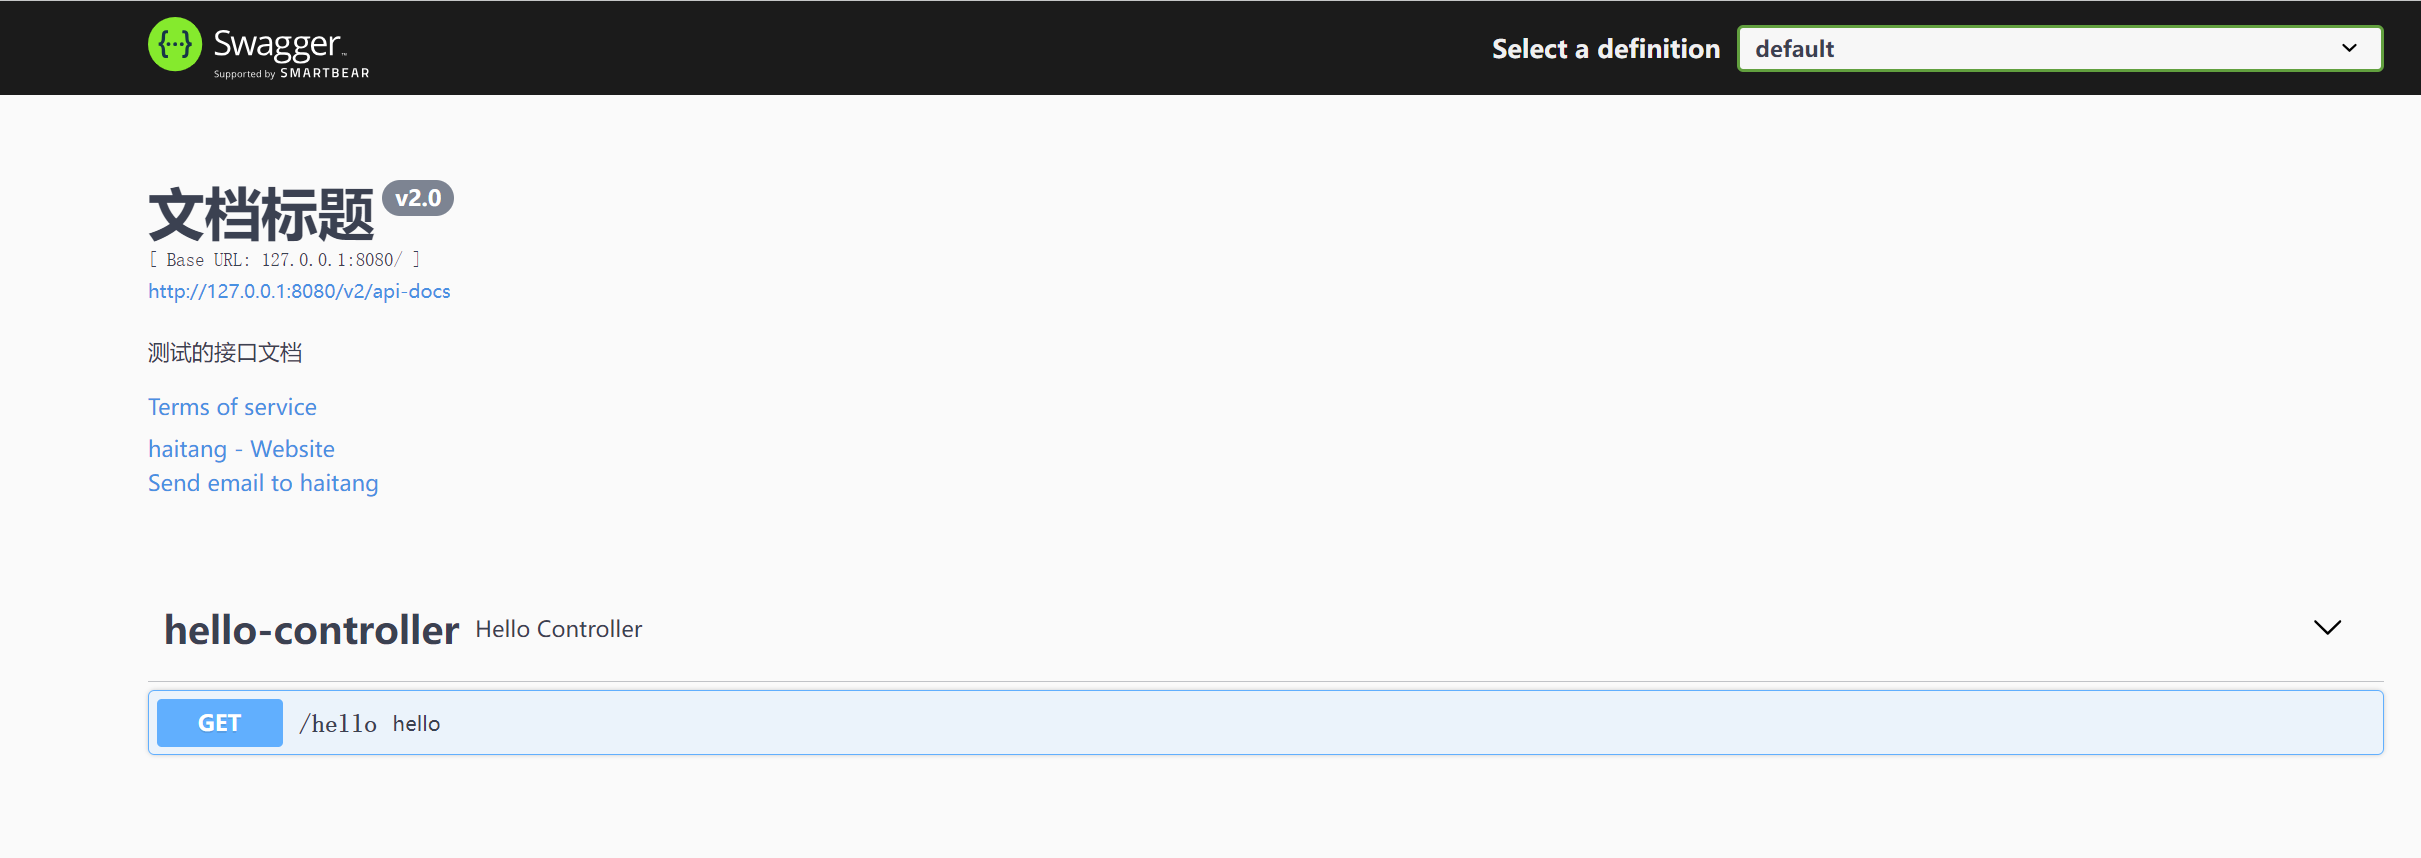 {···} Swagger™
Supported by SMARTBEAR
Select a definition default
文档标题 v2.0
[ Base URL: 127.0.0.1:8080/ ]
http://127.0.0.1:8080/v2/api-docs
测试的接口文档
Terms of service
haitang - Website
Send email to haitang
hello-controller Hello Controller
GET /hello hello